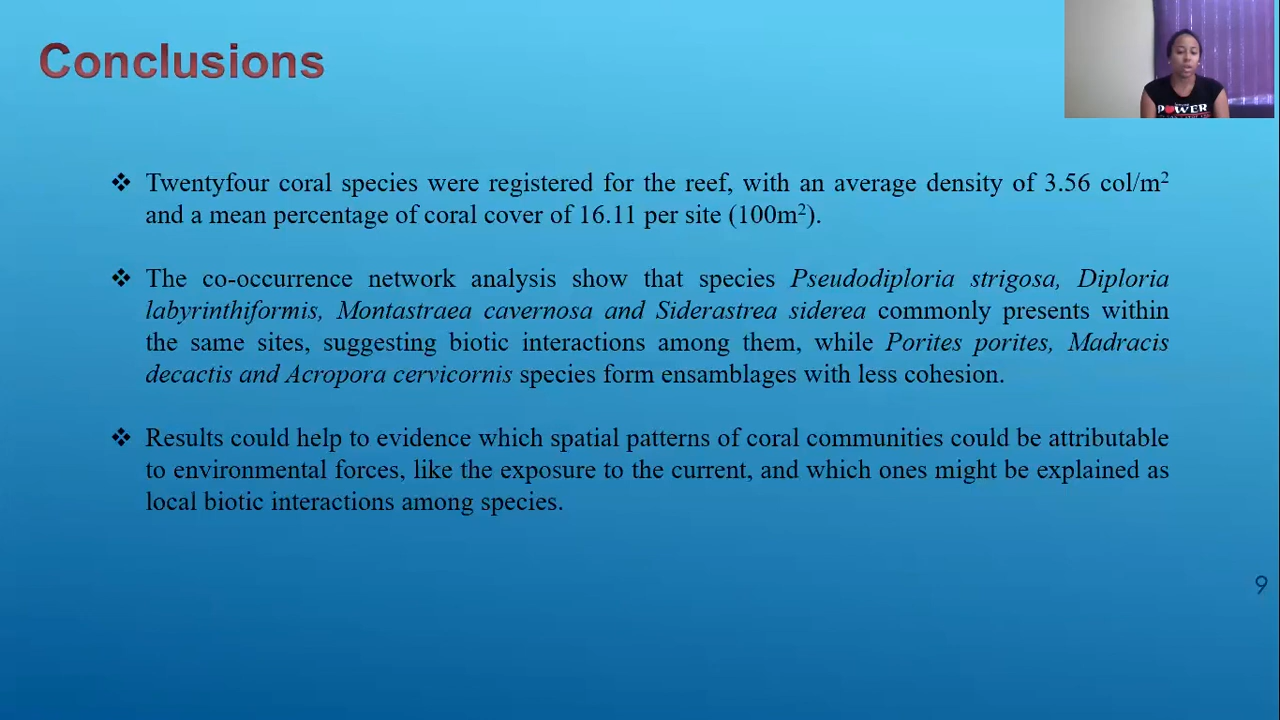 Conclusions
POWER
❖ Twentyfour coral species were registered for the reef, with an average density of 3.56 col/m²
and a mean percentage of coral cover of 16.11 per site (100m²).
❖ The co-occurrence network analysis show that species Pseudodiploria strigosa, Diploria
labyrinthiformis, Montastraea cavernosa and Siderastrea siderea commonly presents within
the same sites, suggesting biotic interactions among them, while Porites porites, Madracis
decactis and Acropora cervicornis species form ensamblages with less cohesion.
❖ Results could help to evidence which spatial patterns of coral communities could be attributable
to environmental forces, like the exposure to the current, and which ones might be explained as
local biotic interactions among species.
9